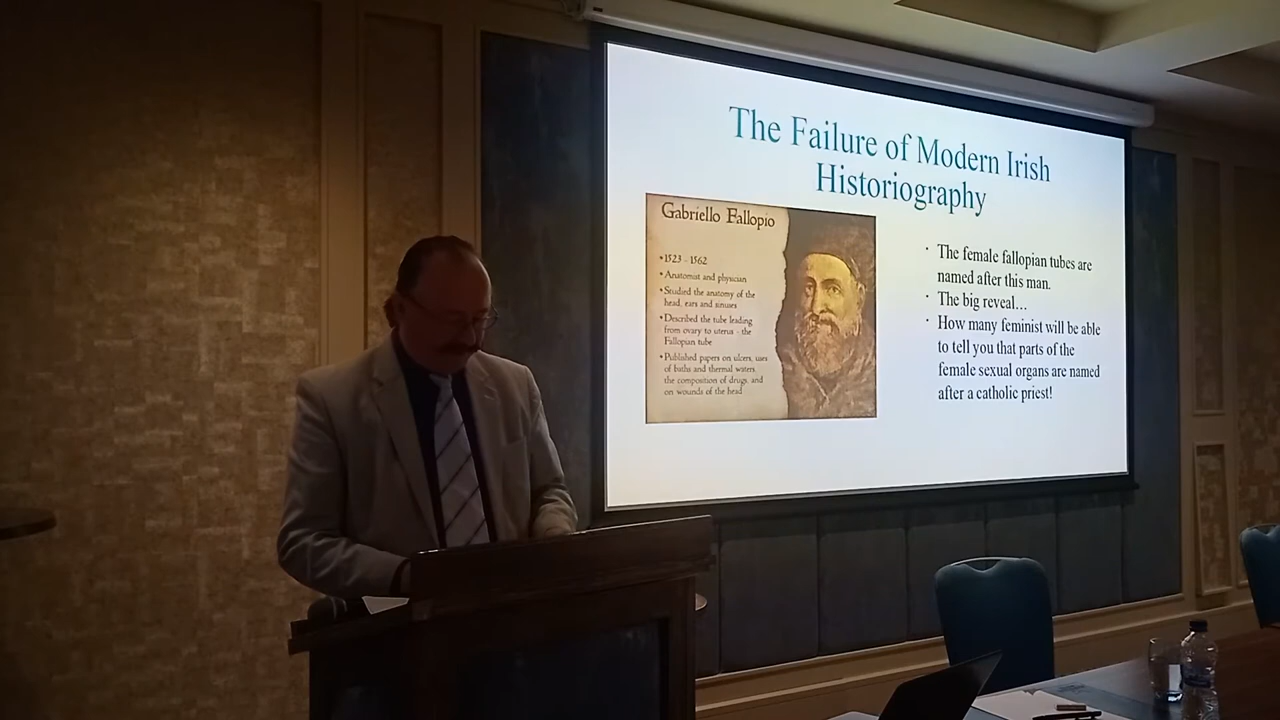 The Failure of Modern Irish
Historiography
Gabriello Fallopio
• 1523 - 1562
• Anatomist and physician
• Studied the anatomy of the
head, ears and sinuses
• Described the tube leading
from ovary to uterus - the
Fallopian tube
• Published papers on ulcers, uses
of baths and thermal waters,
the composition of drugs, and
on wounds of the head
• The female fallopian tubes are
named after this man.
• The big reveal…
• How many feminist will be able
to tell you that parts of the
female sexual organs are named
after a catholic priest!